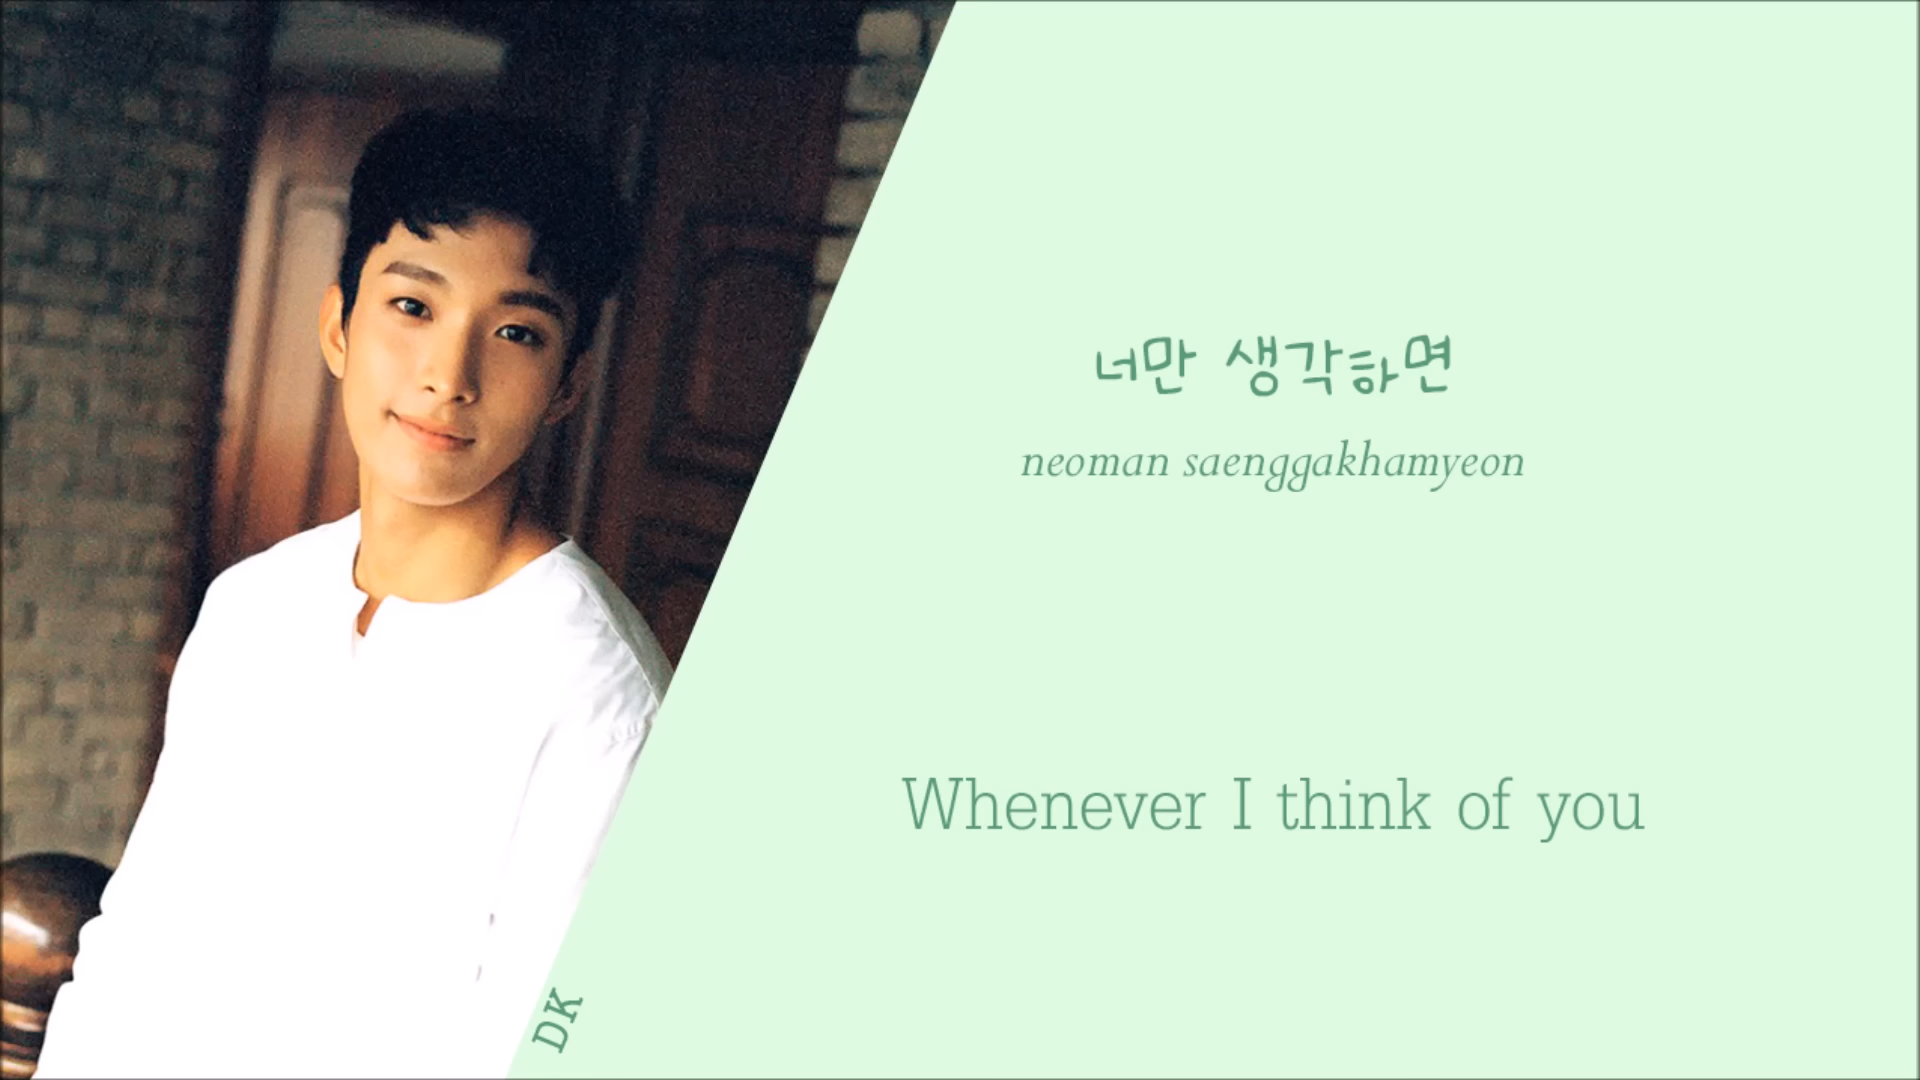 너만 생각하면
neoman saenggakhamyeon
Whenever I think of you
DK